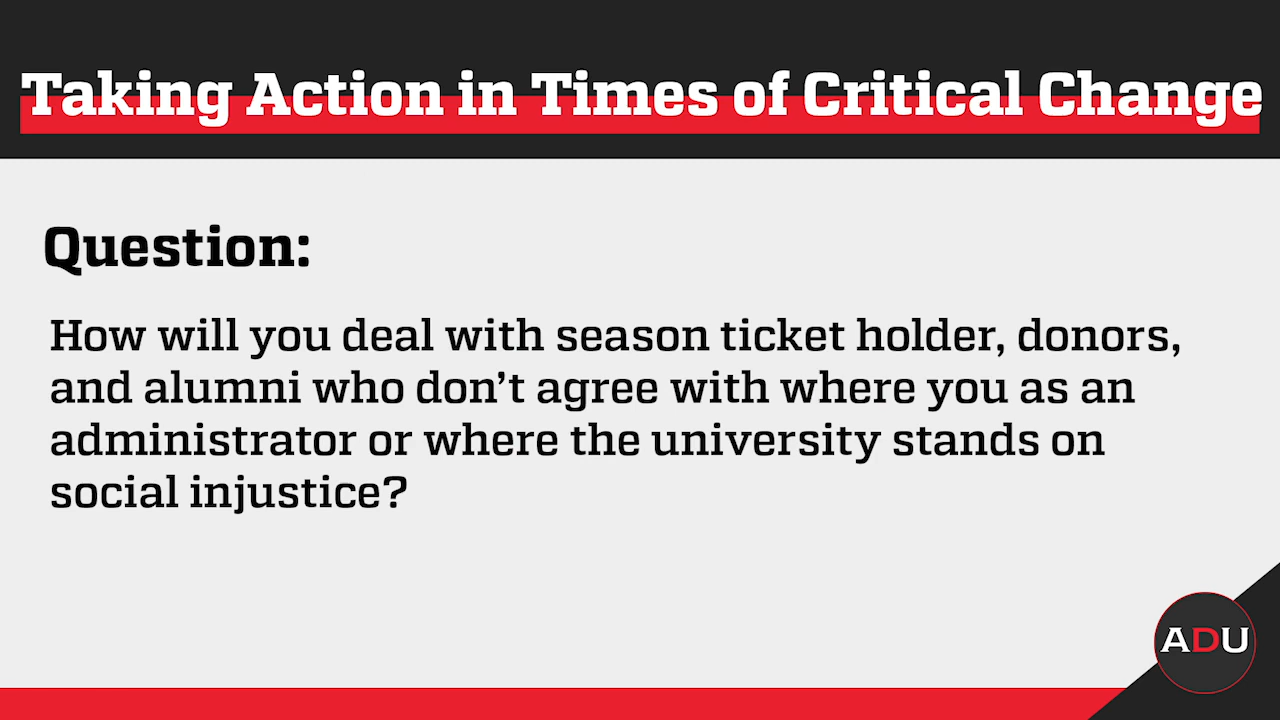 Taking Action in Times of Critical Change
Question:
How will you deal with season ticket holder, donors,
and alumni who don’t agree with where you as an
administrator or where the university stands on
social injustice?
ADU